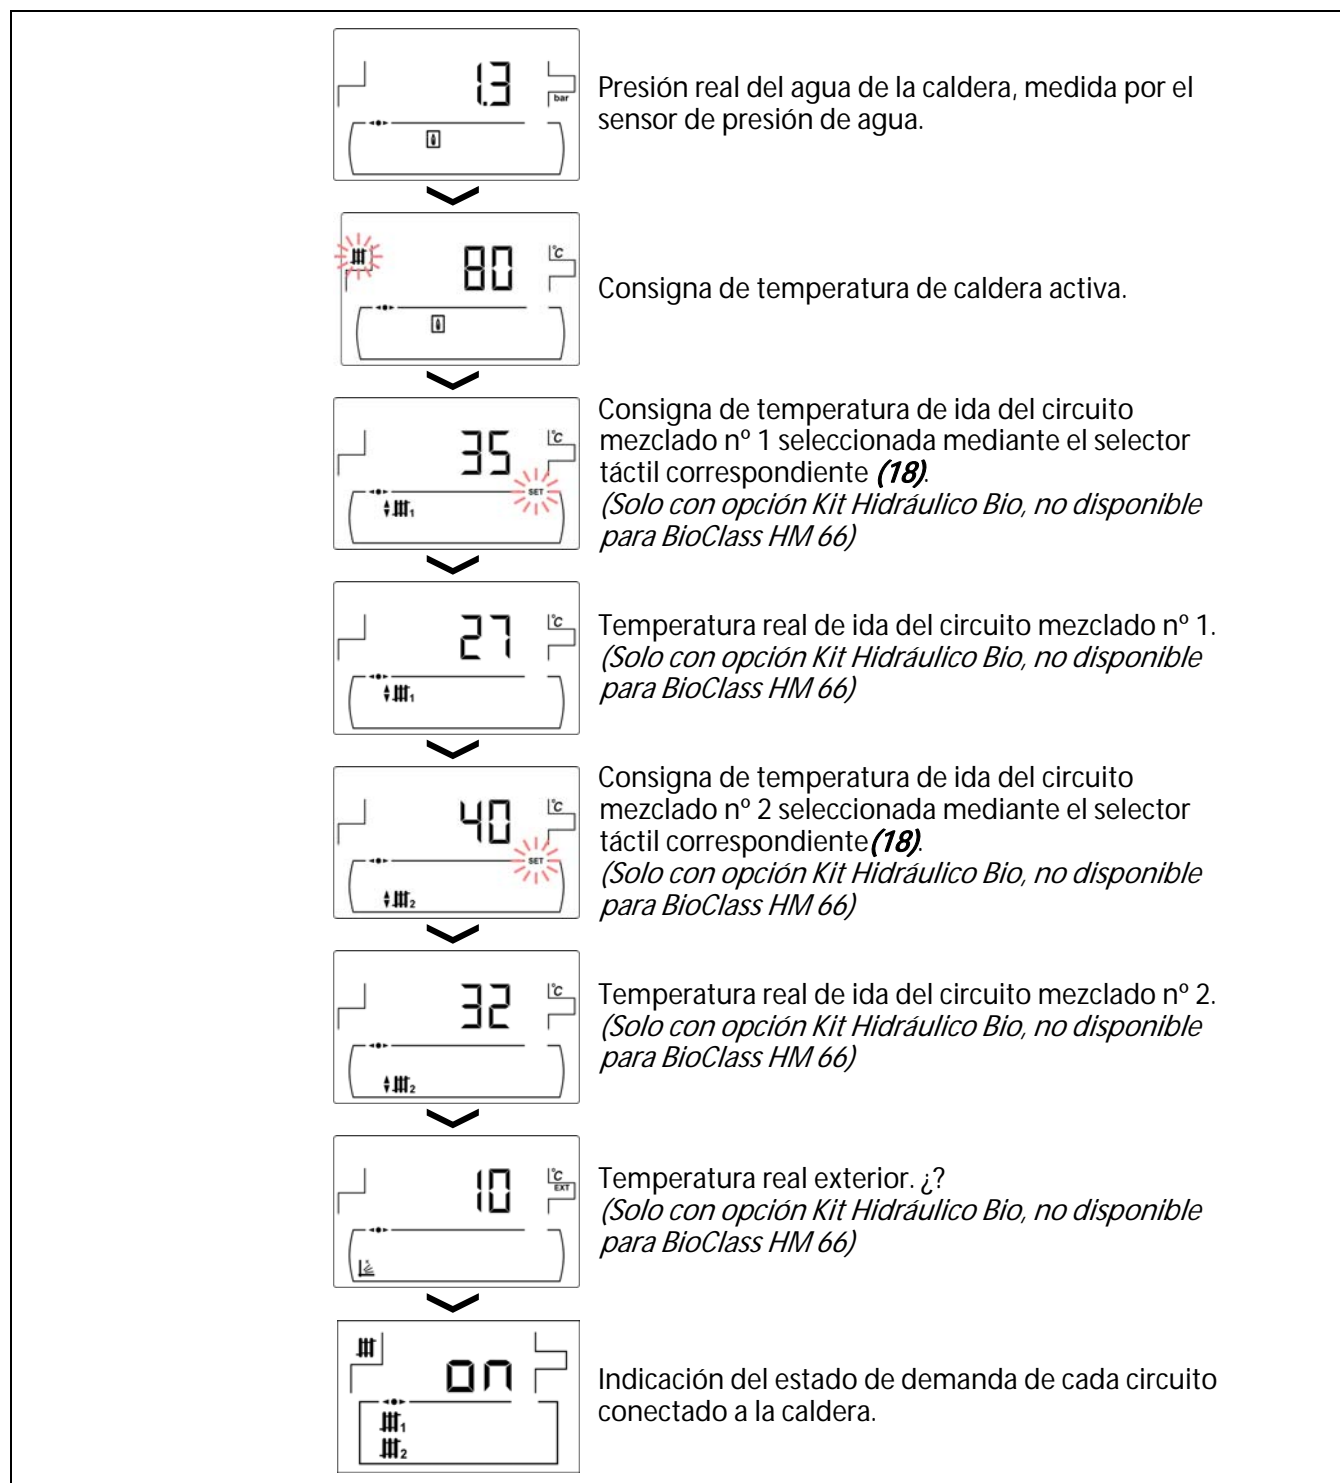 1.3
bar
Presión real del agua de la caldera, medida por el
sensor de presión de agua.
80
°C
Consigna de temperatura de caldera activa.
35
°C
SET
1
Consigna de temperatura de ida del circuito
mezclado nº 1 seleccionada mediante el selector
táctil correspondiente (18).
(Solo con opción Kit Hidráulico Bio, no disponible
para BioClass HM 66)
27
°C
1
Temperatura real de ida del circuito mezclado nº 1.
(Solo con opción Kit Hidráulico Bio, no disponible
para BioClass HM 66)
40
°C
SET
2
Consigna de temperatura de ida del circuito
mezclado nº 2 seleccionada mediante el selector
táctil correspondiente(18).
(Solo con opción Kit Hidráulico Bio, no disponible
para BioClass HM 66)
32
°C
2
Temperatura real de ida del circuito mezclado nº 2.
(Solo con opción Kit Hidráulico Bio, no disponible
para BioClass HM 66)
10
°C
EXT
Temperatura real exterior. ¿?
(Solo con opción Kit Hidráulico Bio, no disponible
para BioClass HM 66)
on
1
2
Indicación del estado de demanda de cada circuito
conectado a la caldera.